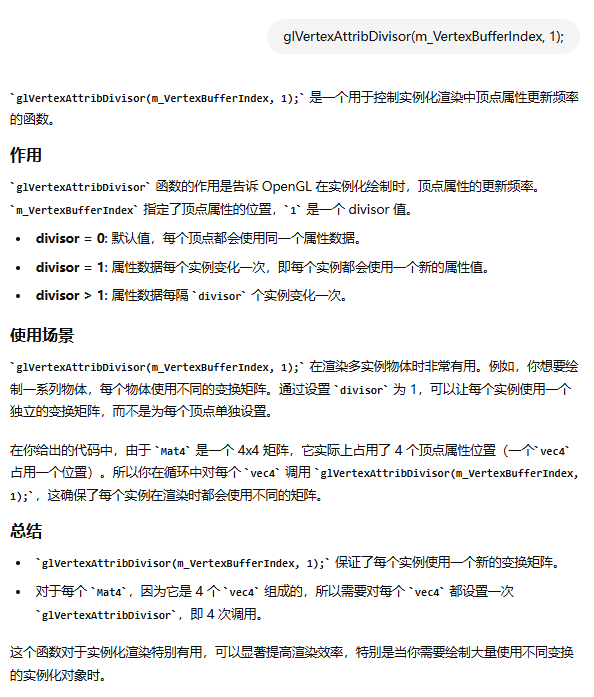 glVertexAttribDivisor(m_VertexBufferIndex, 1);
`glVertexAttribDivisor(m_VertexBufferIndex, 1);` 是一个用于控制实例化渲染中顶点属性更新频率
的函数。
作用
`glVertexAttribDivisor` 函数的作用是告诉 OpenGL 在实例化绘制时，顶点属性的更新频率。
`m_VertexBufferIndex` 指定了顶点属性的位置，`1` 是一个 divisor 值。
• divisor = 0: 默认值，每个顶点都会使用同一个属性数据。
• divisor = 1: 属性数据每个实例变化一次，即每个实例都会使用一个新的属性值。
• divisor > 1: 属性数据每隔 `divisor` 个实例变化一次。
使用场景
`glVertexAttribDivisor(m_VertexBufferIndex, 1);` 在渲染多实例物体时非常有用。例如，你想要绘
制一系列物体，每个物体使用不同的变换矩阵。通过设置 `divisor` 为 1，可以让每个实例使用一个
独立的变换矩阵，而不是为每个顶点单独设置。
在你给出的代码中，由于 `Mat4` 是一个 4x4 矩阵，它实际上占用了 4 个顶点属性位置（一个`vec4`
占用一个位置）。所以你在循环中对每个 `vec4` 调用 `glVertexAttribDivisor(m_VertexBufferIndex,
1);`，这确保了每个实例在渲染时都会使用不同的矩阵。
总结
• `glVertexAttribDivisor(m_VertexBufferIndex, 1);` 保证了每个实例使用一个新的变换矩阵。
• 对于每个 `Mat4`，因为它是 4 个 `vec4` 组成的，所以需要对每个 `vec4` 都设置一次
`glVertexAttribDivisor`，即 4 次调用。
这个函数对于实例化渲染特别有用，可以显著提高渲染效率，特别是当你需要绘制大量使用不同变换
的实例化对象时。